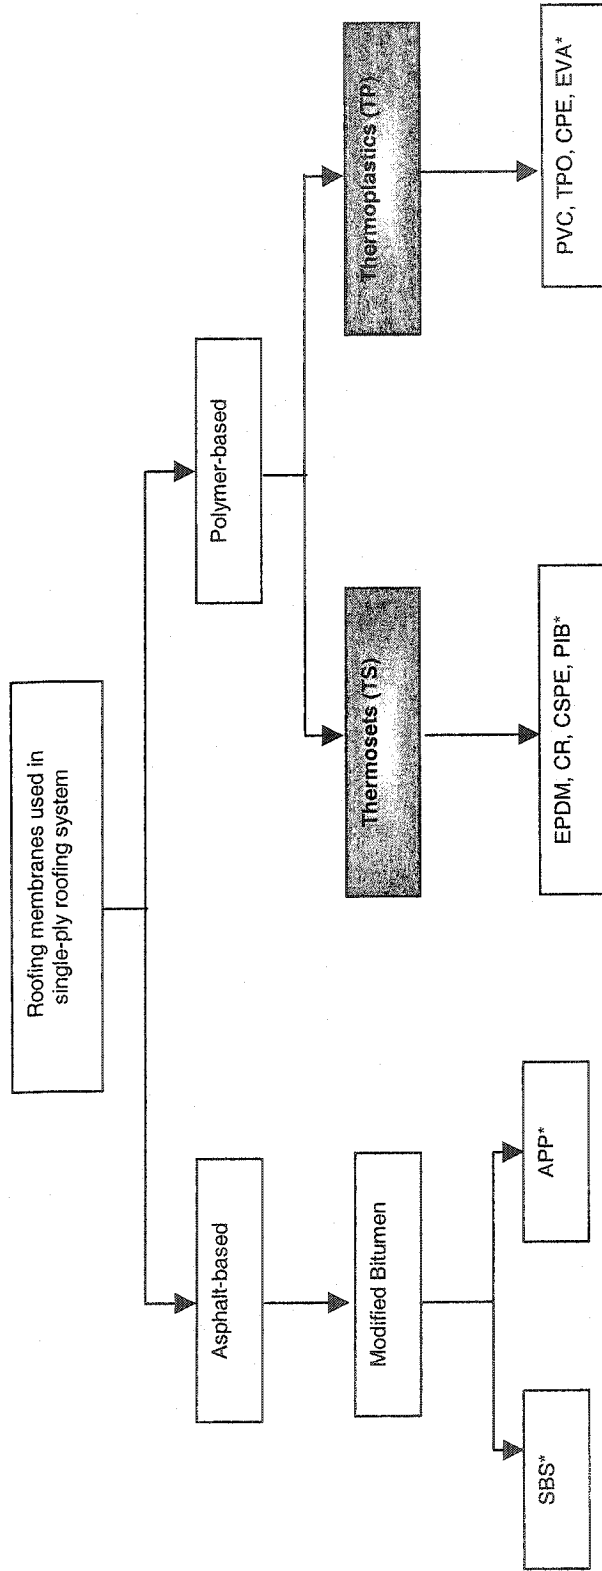 Roofing membranes used in
single-ply roofing system
Asphalt-based
Polymer-based
Modified Bitumen
Thermosets (TS)
Thermoplastics (TP)
SBS*
APP*
EPDM, CR, CSPE, PIB*
PVC, TPO, CPE, EVA*